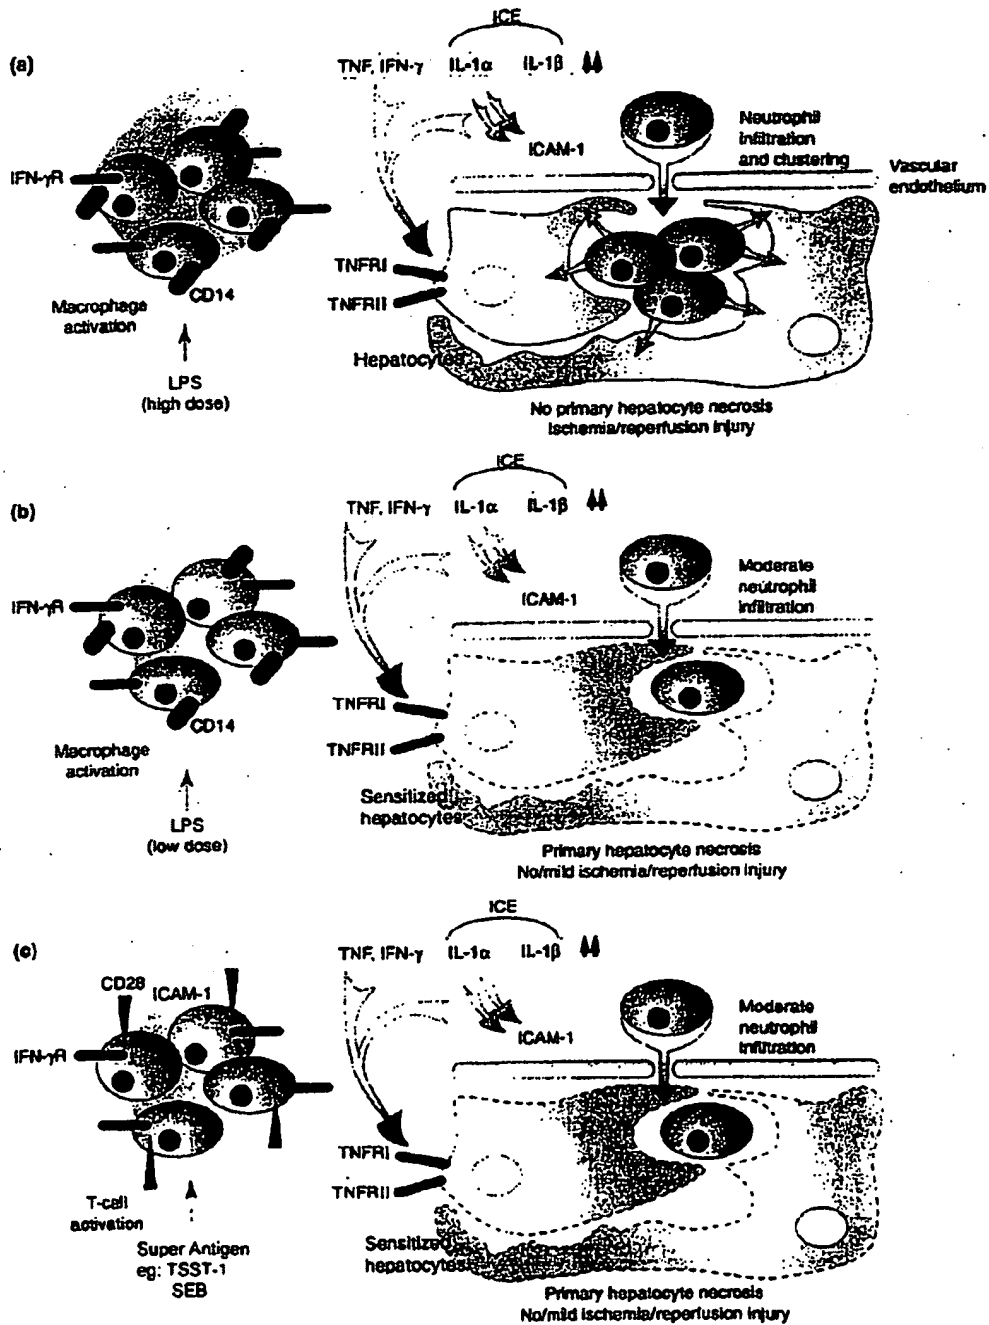 (a)
ICE
TNF, IFN-γ IL-1α IL-1β
ICAM-1
Neutrophil
infiltration
and clustering
Vascular
endothelium
IFN-γR
CD14
Macrophage
activation
LPS
(high dose)
TNFRI
TNFRII
Hepatocytes
No primary hepatocyte necrosis
Ischemia/reperfusion injury
(b)
ICE
TNF, IFN-γ IL-1α IL-1β
ICAM-1
Moderate
neutrophil
infiltration
IFN-γR
CD14
Macrophage
activation
LPS
(low dose)
TNFRI
TNFRII
Sensitized
hepatocytes
Primary hepatocyte necrosis
No/mild ischemia/reperfusion injury
(c)
ICE
TNF, IFN-γ IL-1α IL-1β
ICAM-1
Moderate
neutrophil
infiltration
CD28 ICAM-1
IFN-γR
T-cell
activation
Super Antigen
eg: TSST-1
SEB
TNFRI
TNFRII
Sensitized
hepatocytes
Primary hepatocyte necrosis
No/mild ischemia/reperfusion injury